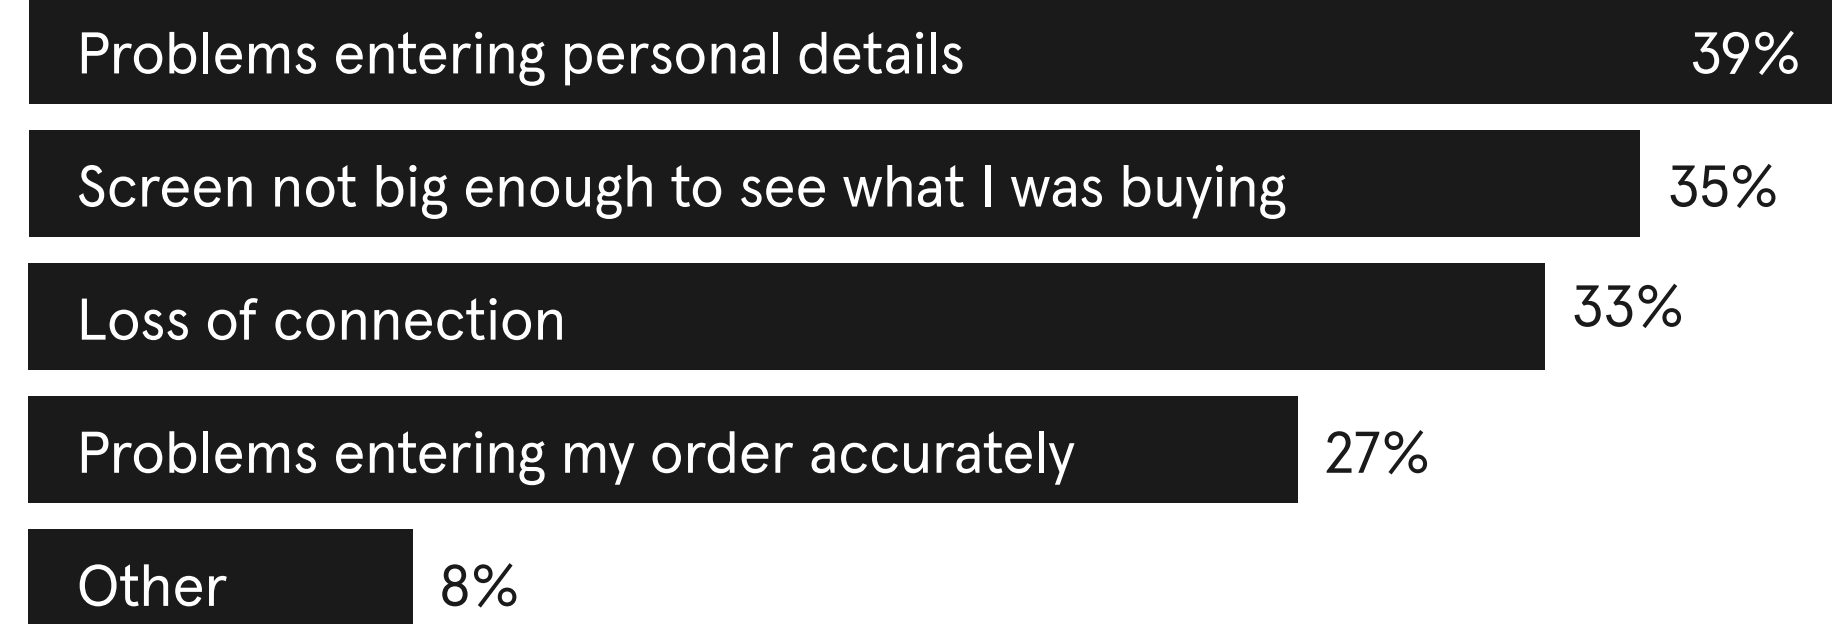 Problems entering personal details 39%
Screen not big enough to see what I was buying 35%
Loss of connection 33%
Problems entering my order accurately 27%
Other 8%